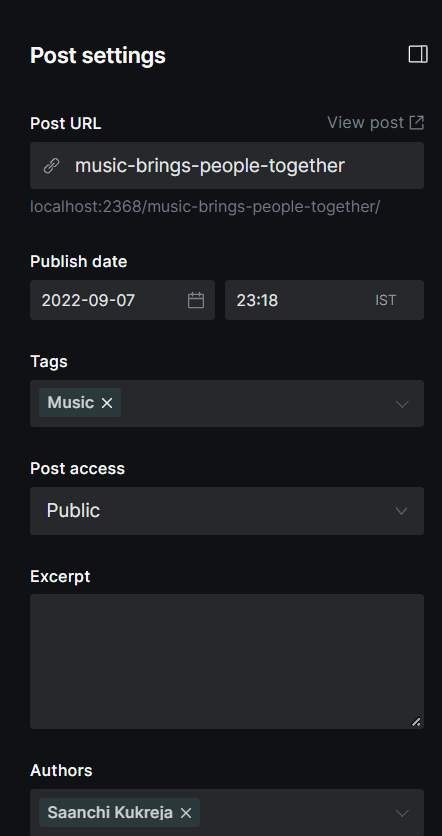 Post settings
Post URL View post
music-brings-people-together
localhost:2368/music-brings-people-together/
Publish date
2022-09-07 23:18 IST
Tags
Music ×
Post access
Public
Excerpt
Authors
Saanchi Kukreja ×